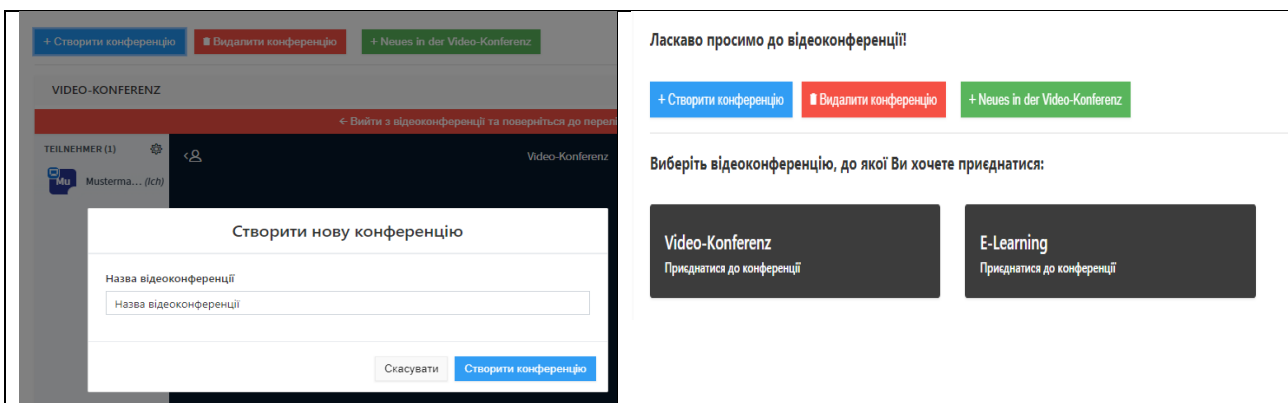 + Створити конференцію
Видалити конференцію
+ Neues in der Video-Konferenz
VIDEO-KONFERENZ
← Вийти з відеоконференції та поверніться до перелі
TEILNEHMER (1)
Video-Konferenz
Mu
Musterma... (Ich)
Створити нову конференцію
Назва відеоконференції
Назва відеоконференції
Скасувати
Створити конференцію
Ласкаво просимо до відеоконференції!
+ Створити конференцію
Видалити конференцію
+ Neues in der Video-Konferenz
Виберіть відеоконференцію, до якої Ви хочете приєднатися:
Video-Konferenz
Приєднатися до конференції
E-Learning
Приєднатися до конференції